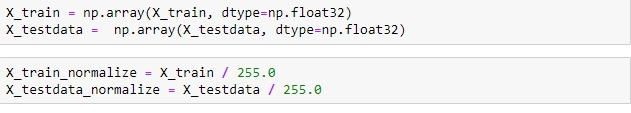 X_train = np.array(X_train, dtype=np.float32)
X_testdata =  np.array(X_testdata, dtype=np.float32)
X_train_normalize = X_train / 255.0
X_testdata_normalize = X_testdata / 255.0